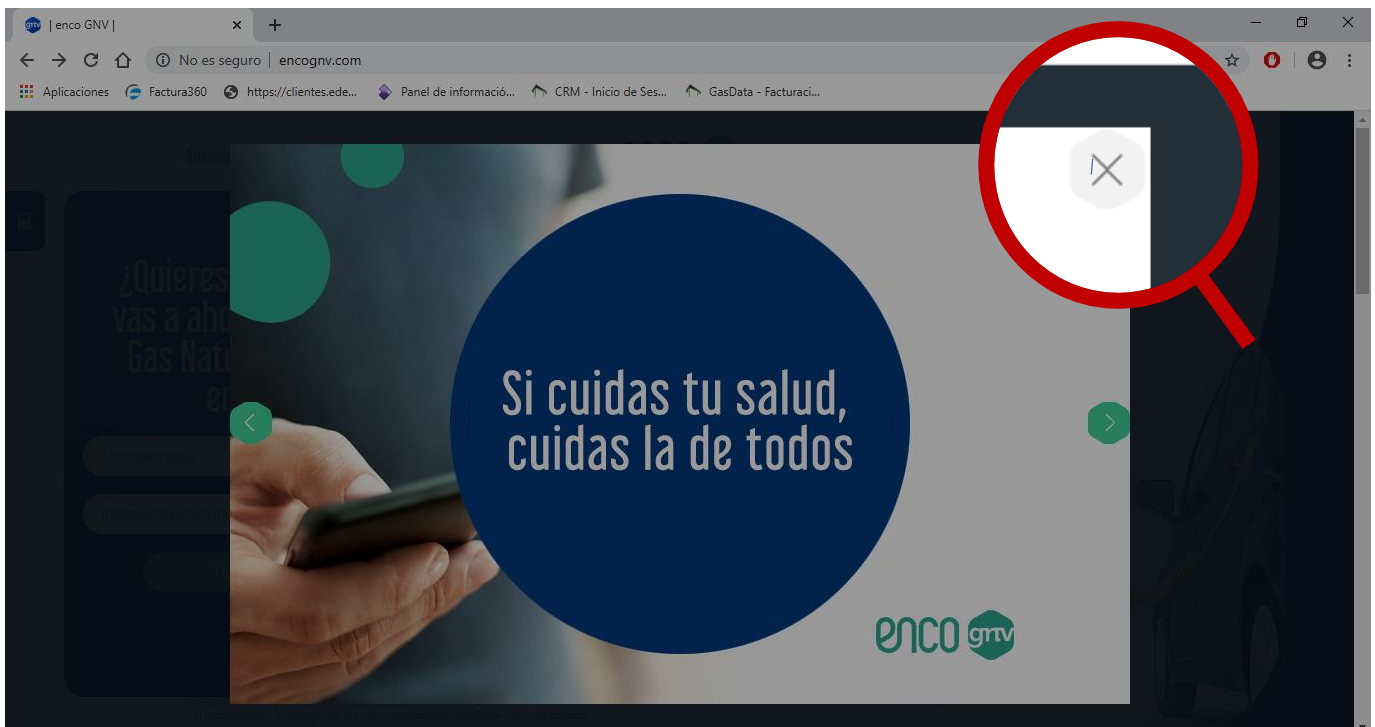 | enco GNV |
No es seguro | encognv.com
Aplicaciones Factura360 https://clientes.ede... Panel de informació... CRM - Inicio de Ses... GasData - Facturaci...
¿Quieres
vas a aho
Gas Natu
en
Si cuidas tu salud,
cuidas la de todos
enco gnv